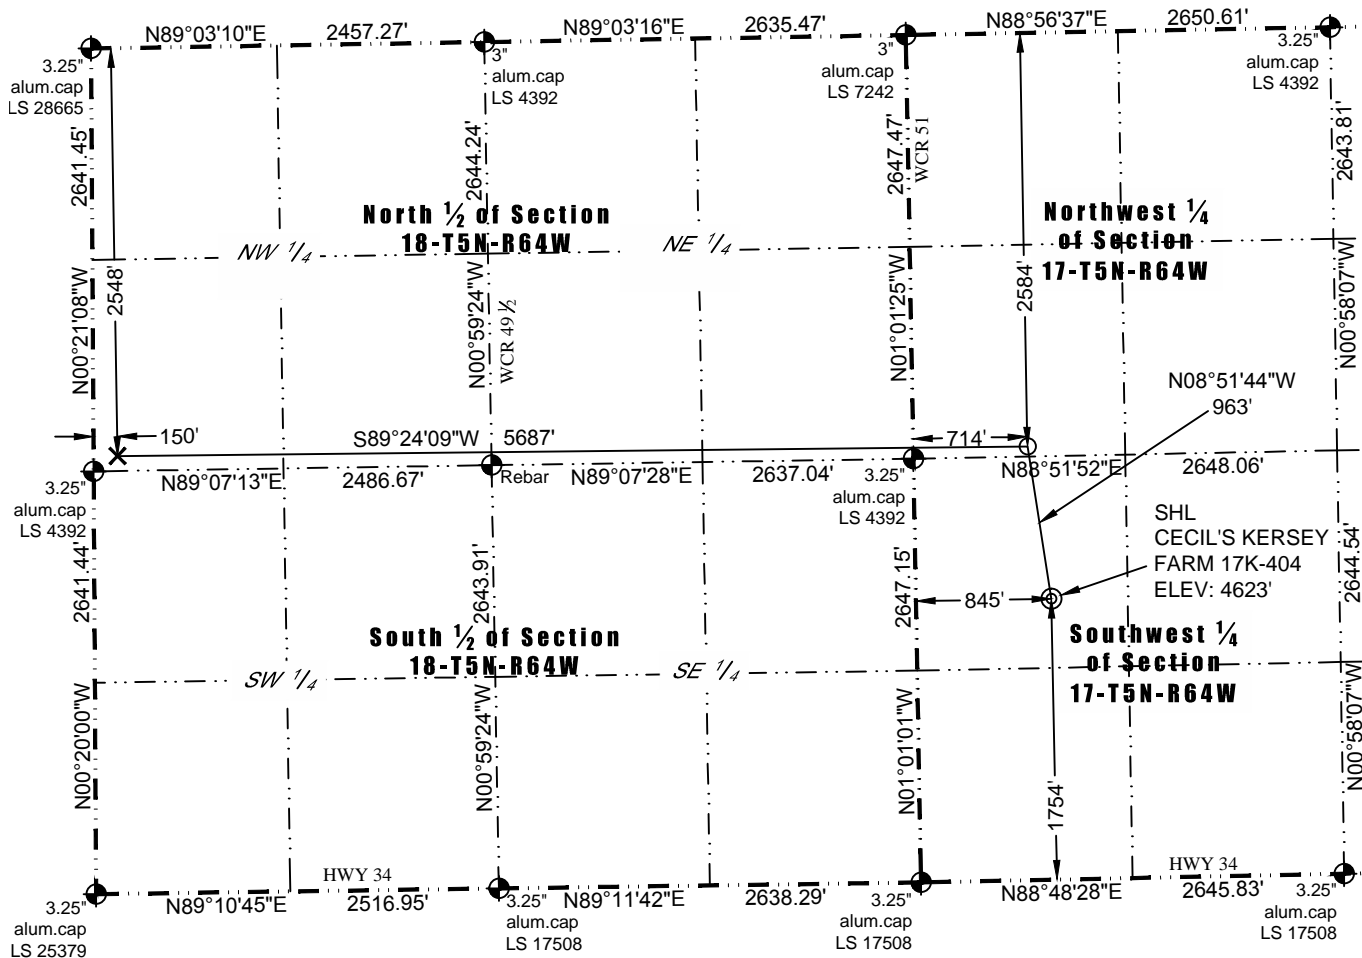 N89°03'10"E 2457.27' N89°03'16"E 2635.47' N88°56'37"E 2650.61'
3.25"
alum.cap
LS 28665
3"
alum.cap
LS 4392
3"
alum.cap
LS 7242
3.25"
alum.cap
LS 4392
2641.45'
N00°21'08"W
2548'
2644.24'
N00°59'24"W
WCR 49 ½
2647.47'
WCR 51
N01°01'25"W
2584'
2643.81'
N00°58'07"W
North ½ of Section
18-T5N-R64W
NW 1/4
NE 1/4
Northwest ¼
of Section
17-T5N-R64W
N08°51'44"W
963'
150'
S89°24'09"W 5687'
714'
N89°07'13"E 2486.67' Rebar N89°07'28"E 2637.04' N88°51'52"E 2648.06'
3.25"
alum.cap
LS 4392
3.25"
alum.cap
LS 4392
SHL
CECIL'S KERSEY
FARM 17K-404
ELEV: 4623'
845'
2641.44'
N00°20'00"W
2643.91'
N00°59'24"W
2647.15'
N01°01'01"W
1754'
2644.54'
N00°58'07"W
South ½ of Section
18-T5N-R64W
SW 1/4
SE 1/4
Southwest ¼
of Section
17-T5N-R64W
HWY 34
HWY 34
N89°10'45"E 2516.95' N89°11'42"E 2638.29' N88°48'28"E 2645.83'
3.25"
alum.cap
LS 25379
3.25"
alum.cap
LS 17508
3.25"
alum.cap
LS 17508
3.25"
alum.cap
LS 17508